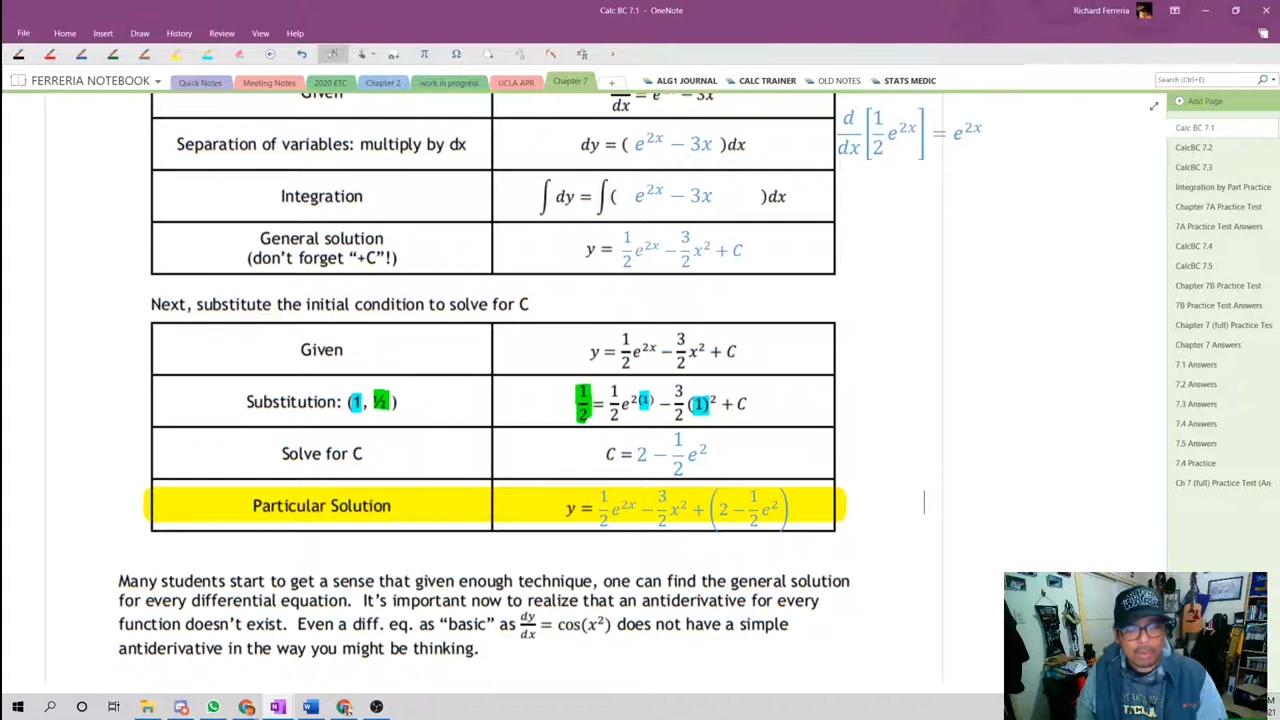 Calc BC 7.1 - OneNote
Richard Ferreria
File Home Insert Draw History Review View Help
FERRERIA NOTEBOOK
Quick Notes Meeting Notes 2020 ETC Chapter 2 work in progress UCLA APR Chapter 7 + ALG1 JOURNAL CALC TRAINER OLD NOTES STATS MEDIC
Search (Ctrl+E)
Add Page
Calc BC 7.1
CalcBC 7.2
CalcBC 7.3
Integration by Part Practice
Chapter 7A Practice Test
7A Practice Test Answers
CalcBC 7.4
CalcBC 7.5
Chapter 7B Practice Test
7B Practice Test Answers
Chapter 7 (full) Practice Tes
Chapter 7 Answers
7.1 Answers
7.2 Answers
7.3 Answers
7.4 Answers
7.5 Answers
7.4 Practice
Ch 7 (full) Practice Test (An
Given dy/dx = e^2x − 3x
d/dx [1/2 e^2x] = e^2x
Separation of variables: multiply by dx dy = ( e^2x − 3x )dx
Integration ∫ dy = ∫ ( e^2x − 3x )dx
General solution
(don't forget "+C"!) y = 1/2 e^2x − 3/2 x² + C
Next, substitute the initial condition to solve for C
Given y = 1/2 e^2x − 3/2 x² + C
Substitution: (1, ½ ) 1/2 = 1/2 e^2(1) − 3/2 (1)² + C
Solve for C C = 2 − 1/2 e²
Particular Solution y = 1/2 e^2x − 3/2 x² + (2 − 1/2 e²)
Many students start to get a sense that given enough technique, one can find the general solution
for every differential equation. It's important now to realize that an antiderivative for every
function doesn't exist. Even a diff. eq. as "basic" as dy/dx = cos(x²) does not have a simple
antiderivative in the way you might be thinking.
UCLA